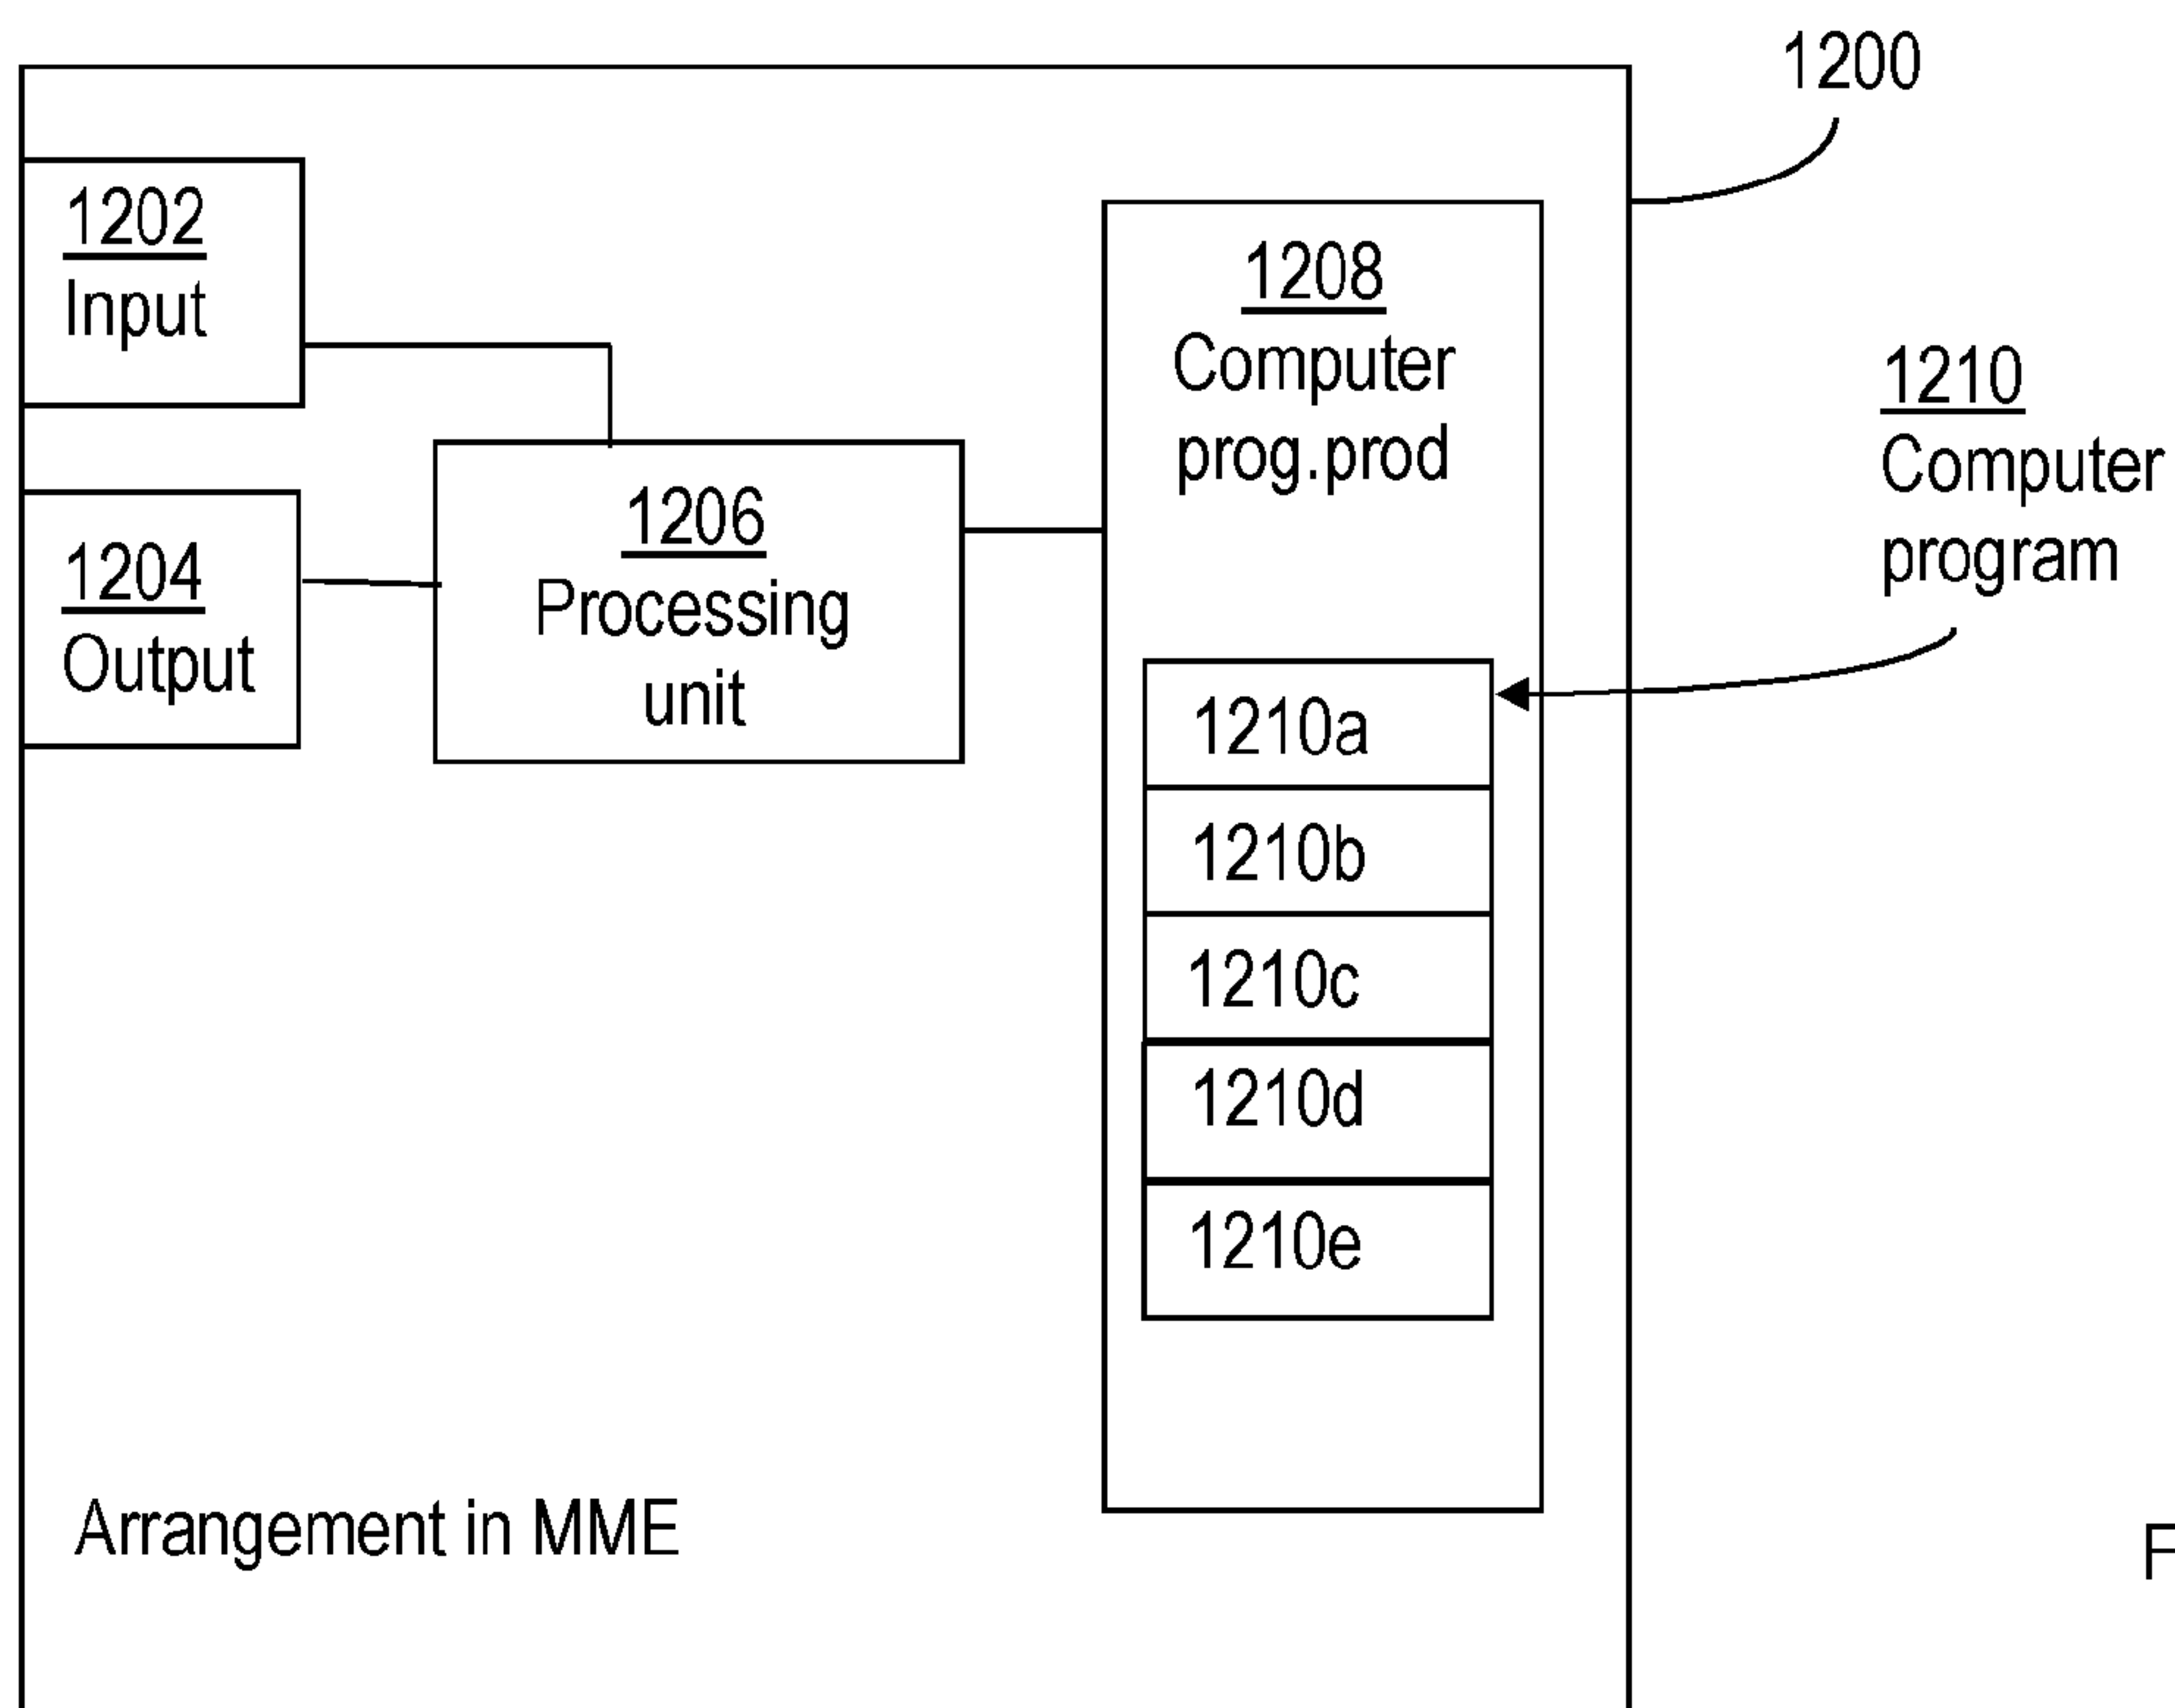 1200
1202
Input
1204
Output
1206
Processing
unit
1208
Computer
prog.prod
1210
Computer
program
1210a
1210b
1210c
1210d
1210e
Arrangement in MME
F